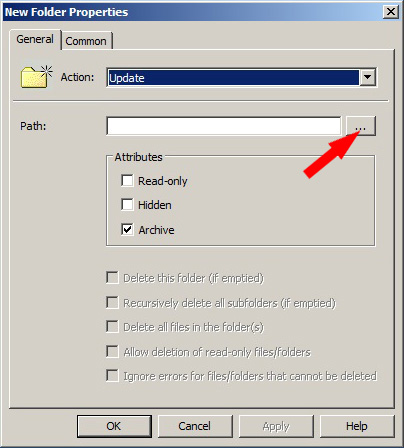 New Folder Properties
General Common
Action: Update
Path: ...
Attributes
Read-only
Hidden
Archive
Delete this folder (if emptied)
Recursively delete all subfolders (if emptied)
Delete all files in the folder(s)
Allow deletion of read-only files/folders
Ignore errors for files/folders that cannot be deleted
OK Cancel Apply Help